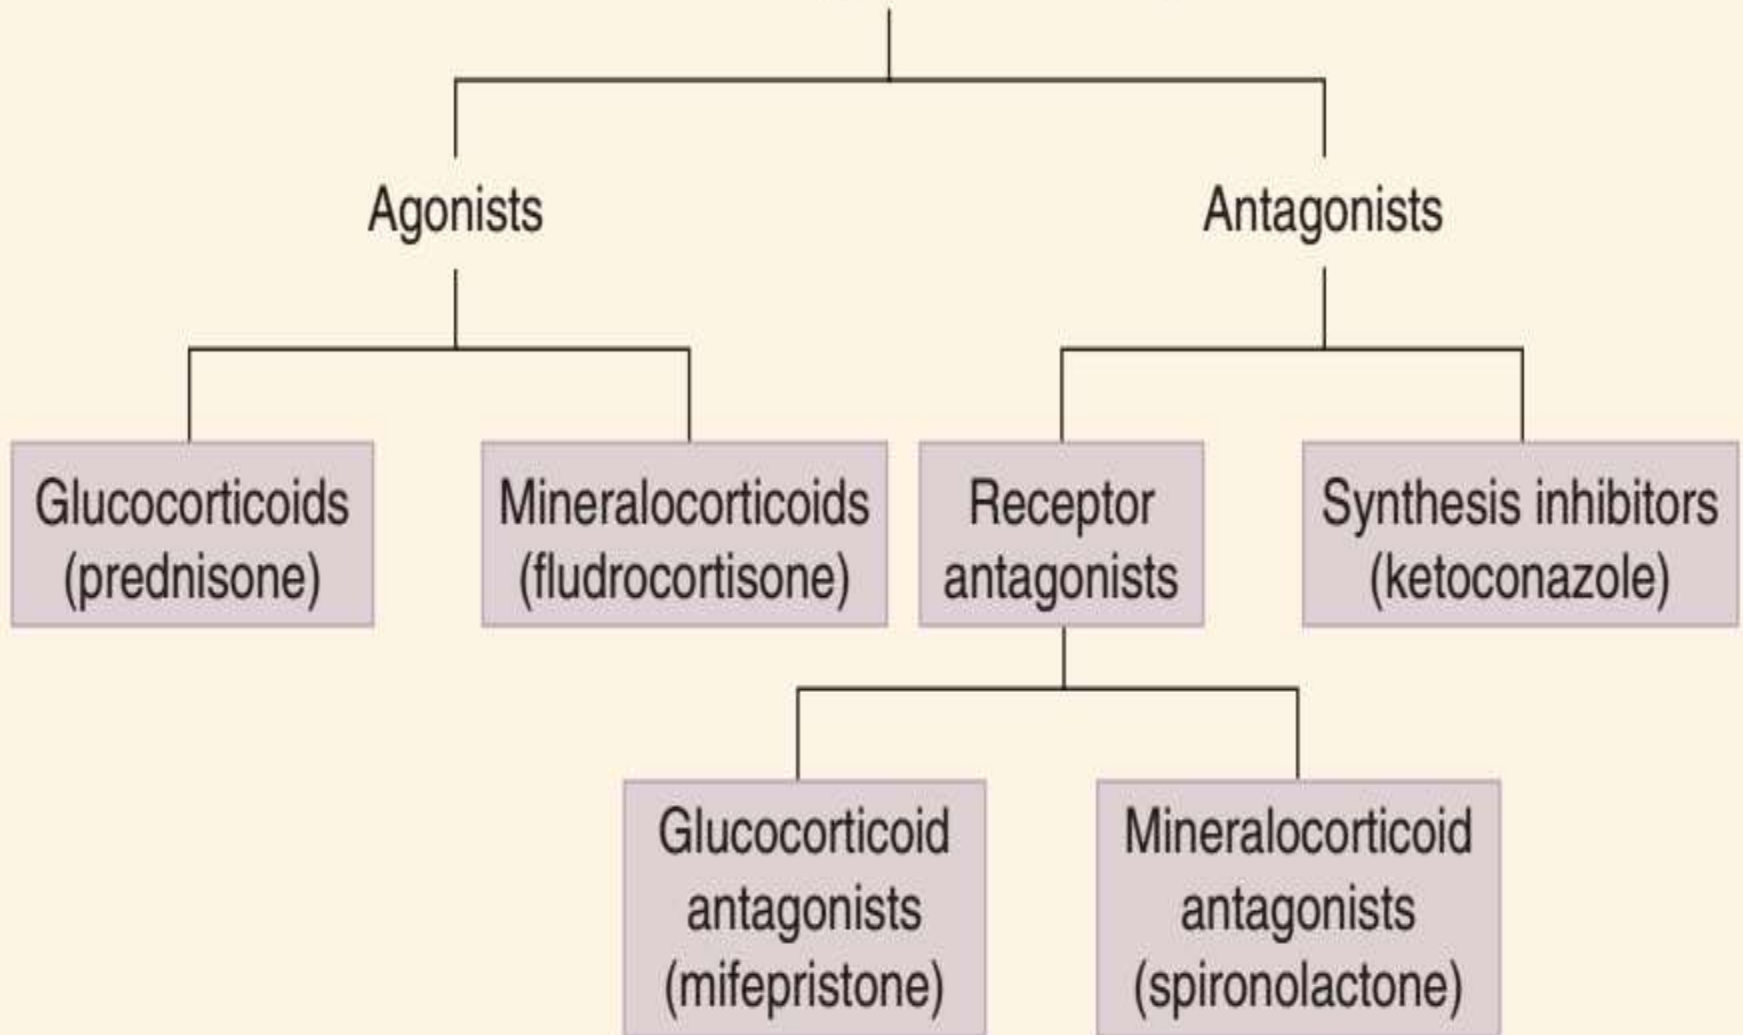 Agonists
Antagonists
Glucocorticoids
(prednisone)
Mineralocorticoids
(fludrocortisone)
Receptor
antagonists
Synthesis inhibitors
(ketoconazole)
Glucocorticoid
antagonists
(mifepristone)
Mineralocorticoid
antagonists
(spironolactone)